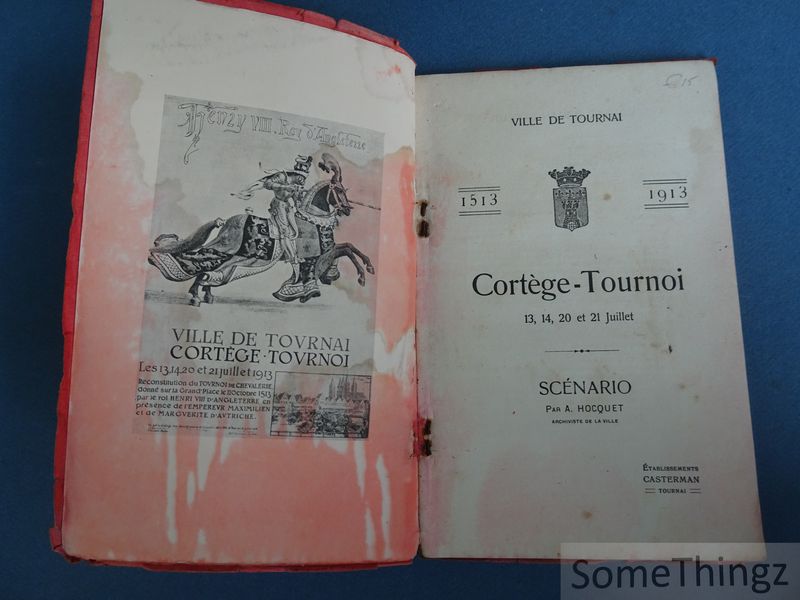 Henry VIII. Roy d'Angleterre
VILLE DE TOVRNAI
CORTÈGE-TOVRNOI
Les 13,14,20 et 21 juillet 1913
Reconstitution du TOVRNOI DE CHEVALERIE
donné sur la Grand'Place le 11 Octobre 1513
par le roi HENRI VIII D'ANGLETERRE en
présence de l'EMPEREVR MAXIMILIEN
et de MARGVERITE D'AVTRICHE.
£15
VILLE DE TOURNAI
1513
1913
Cortège-Tournoi
13, 14, 20 et 21 Juillet
SCÉNARIO
PAR A. HOCQUET
ARCHIVISTE DE LA VILLE
ÉTABLISSEMENTS
CASTERMAN
TOURNAI
SomeThingz